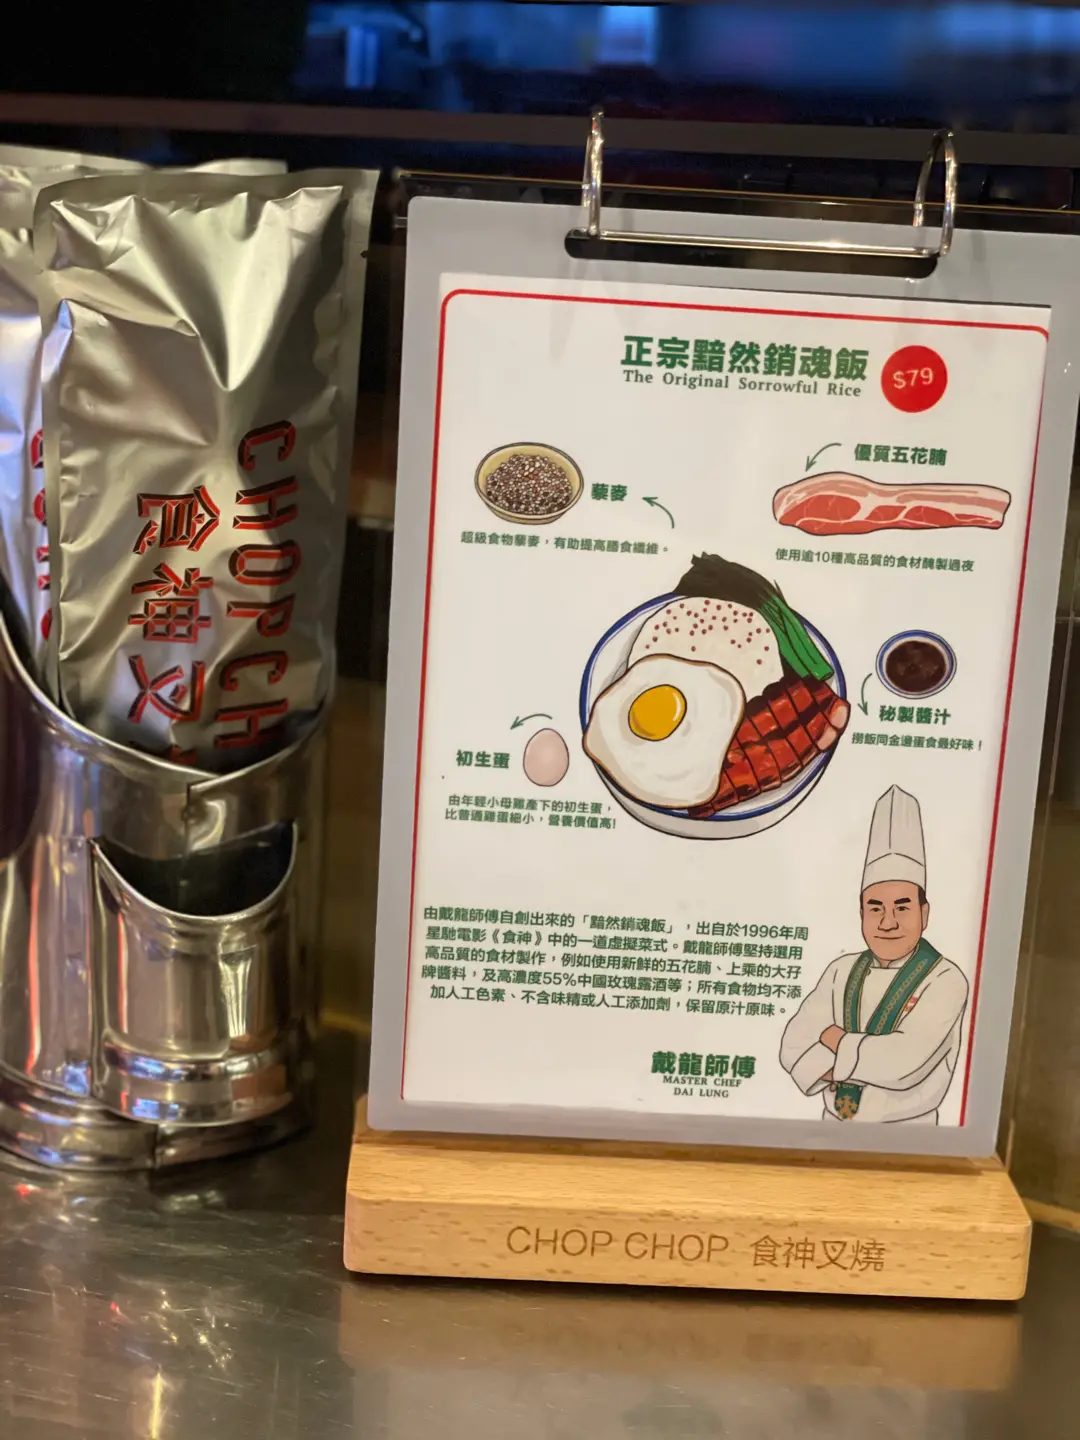 正宗黯然銷魂飯
The Original Sorrowful Rice
$79
藜麥
超級食物藜麥，有助提高膳食纖維。
優質五花腩
使用逾10種高品質的食材醃製過夜
秘製醬汁
撈飯同金邊蛋食最好味！
初生蛋
由年輕小母雞產下的初生蛋，
比普通雞蛋細小，營養價值高!
由戴龍師傅自創出來的「黯然銷魂飯」，出自於1996年周
星馳電影《食神》中的一道虛擬菜式。戴龍師傅堅持選用
高品質的食材製作，例如使用新鮮的五花腩、上乘的大孖
牌醬料，及高濃度55%中國玫瑰露酒等；所有食物均不添
加人工色素、不含味精或人工添加劑，保留原汁原味。
戴龍師傅
MASTER CHEF
DAI LUNG
CHOP CHOP 食神叉燒
CHOP CH
食神叉